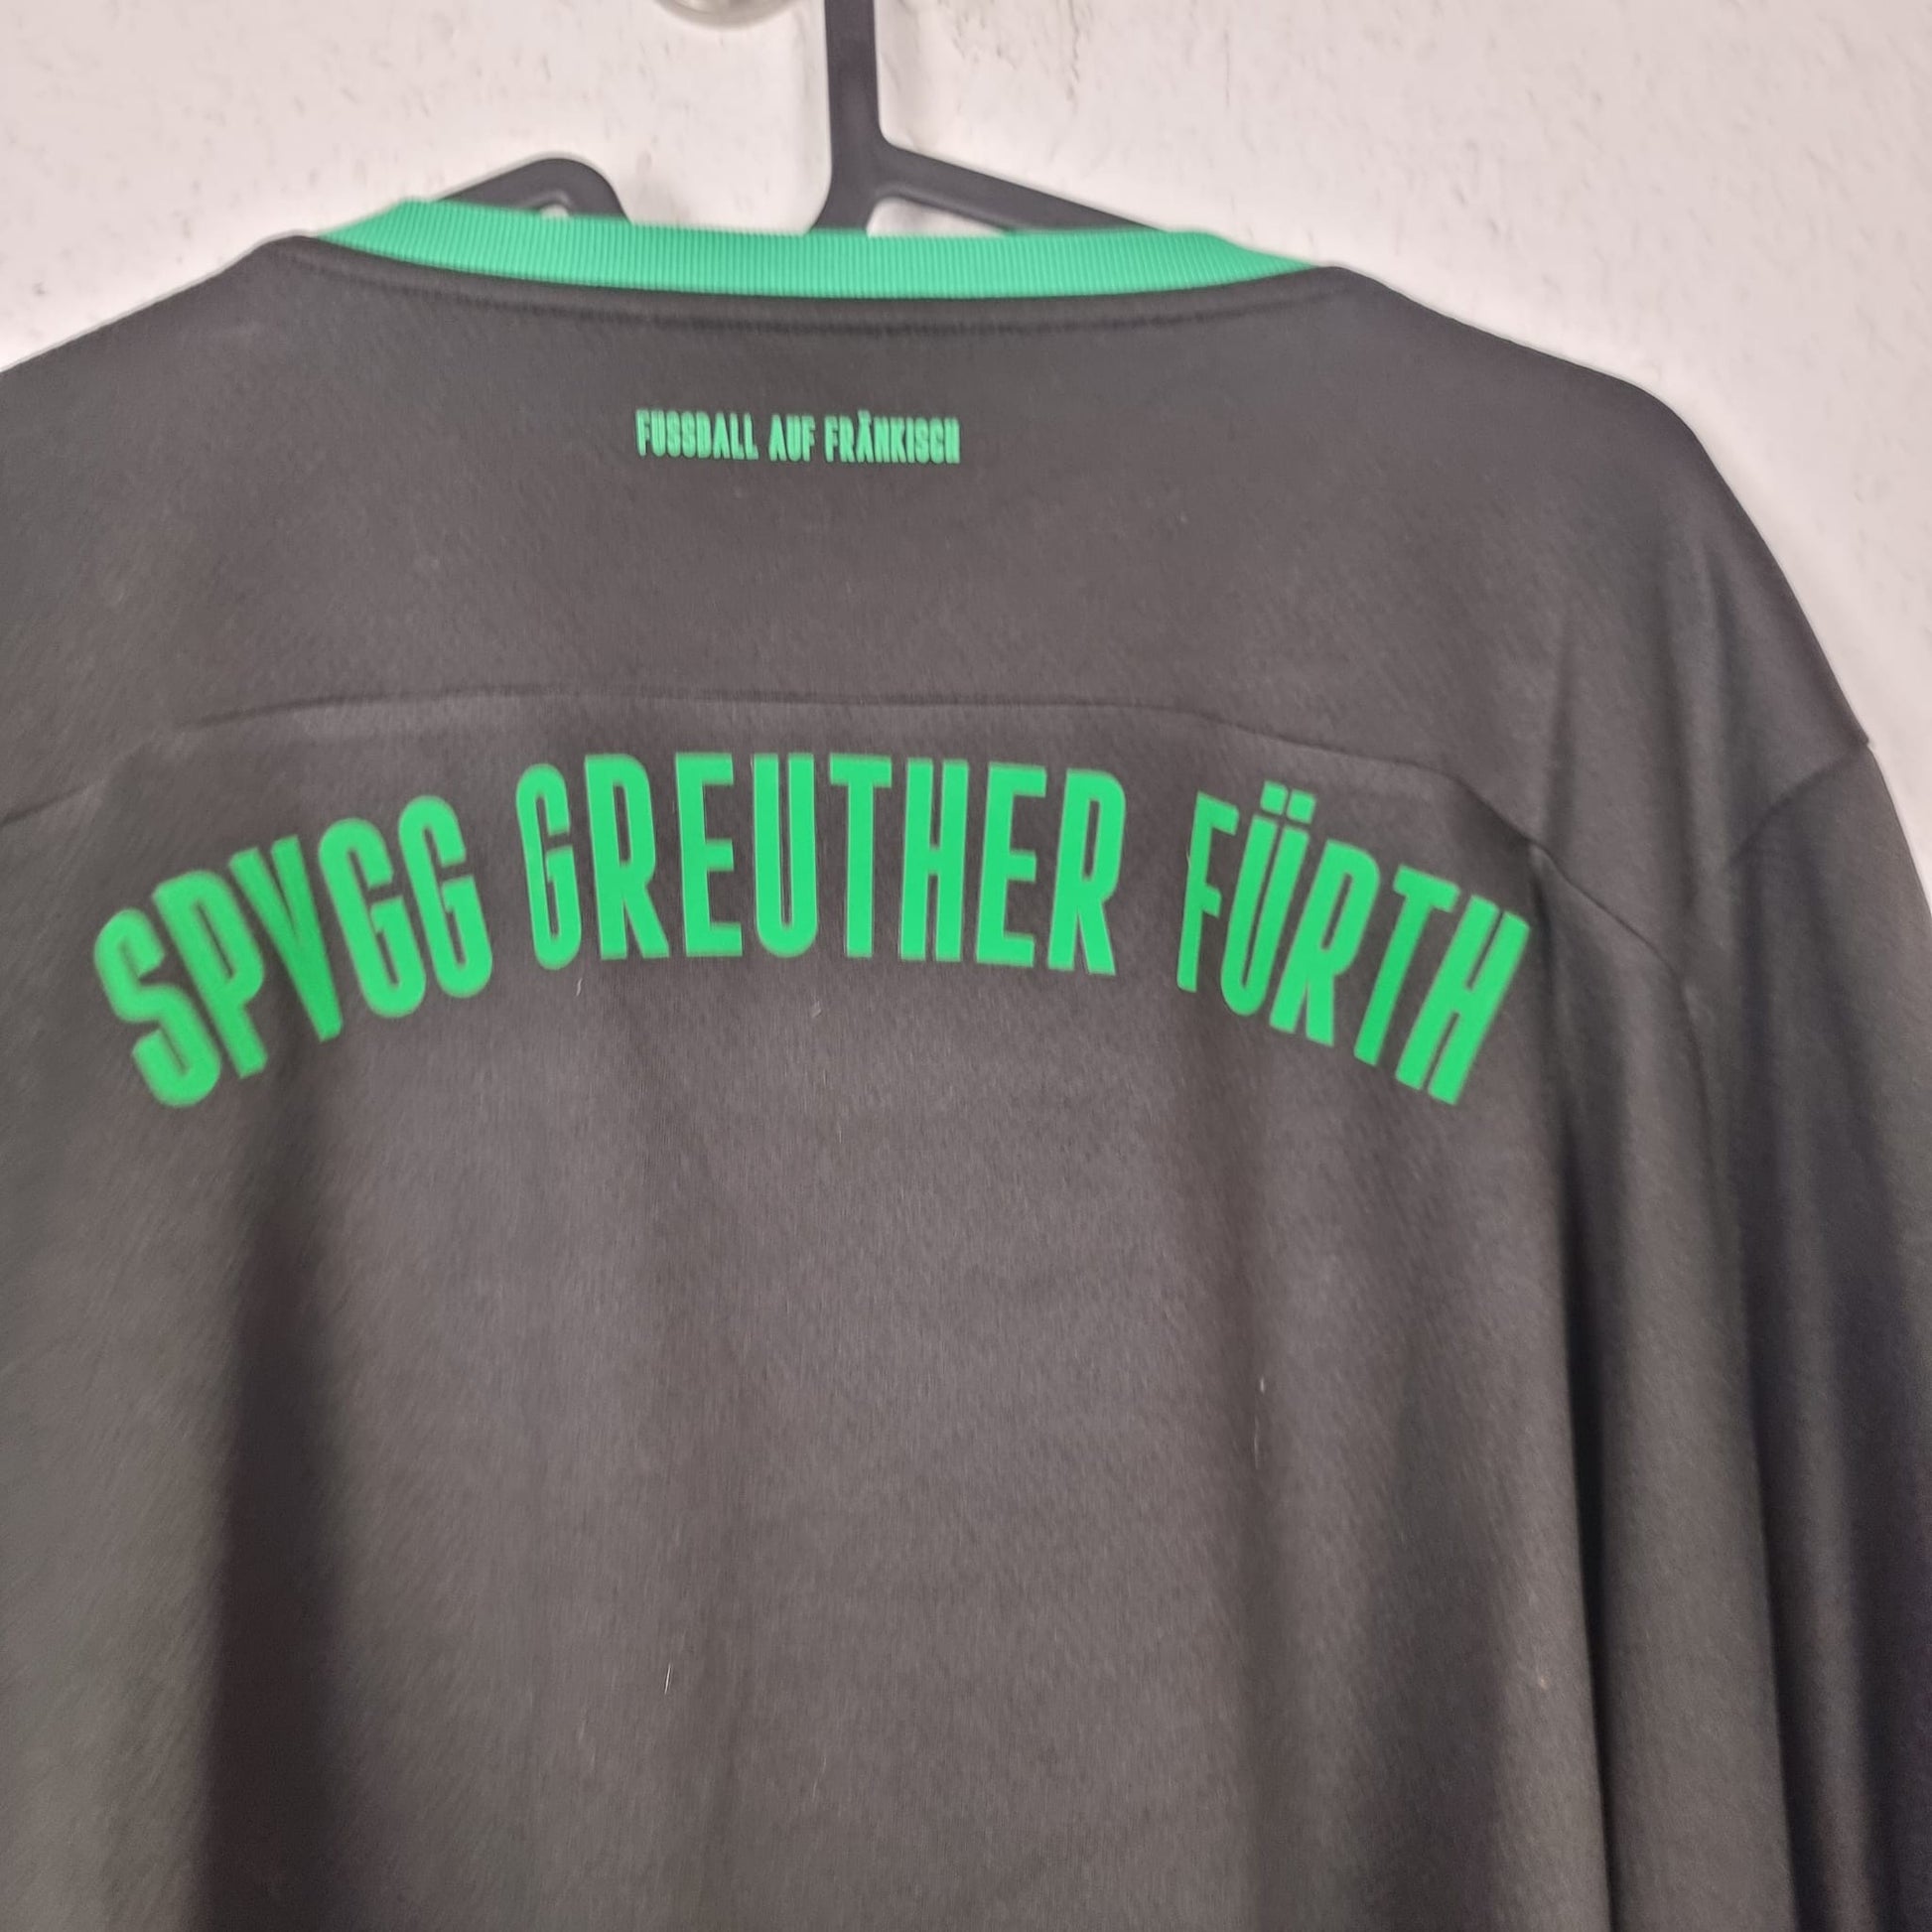 FUSSBALL AUF FRÄNKISCH
SPVGG GREUTHER FÜRTH